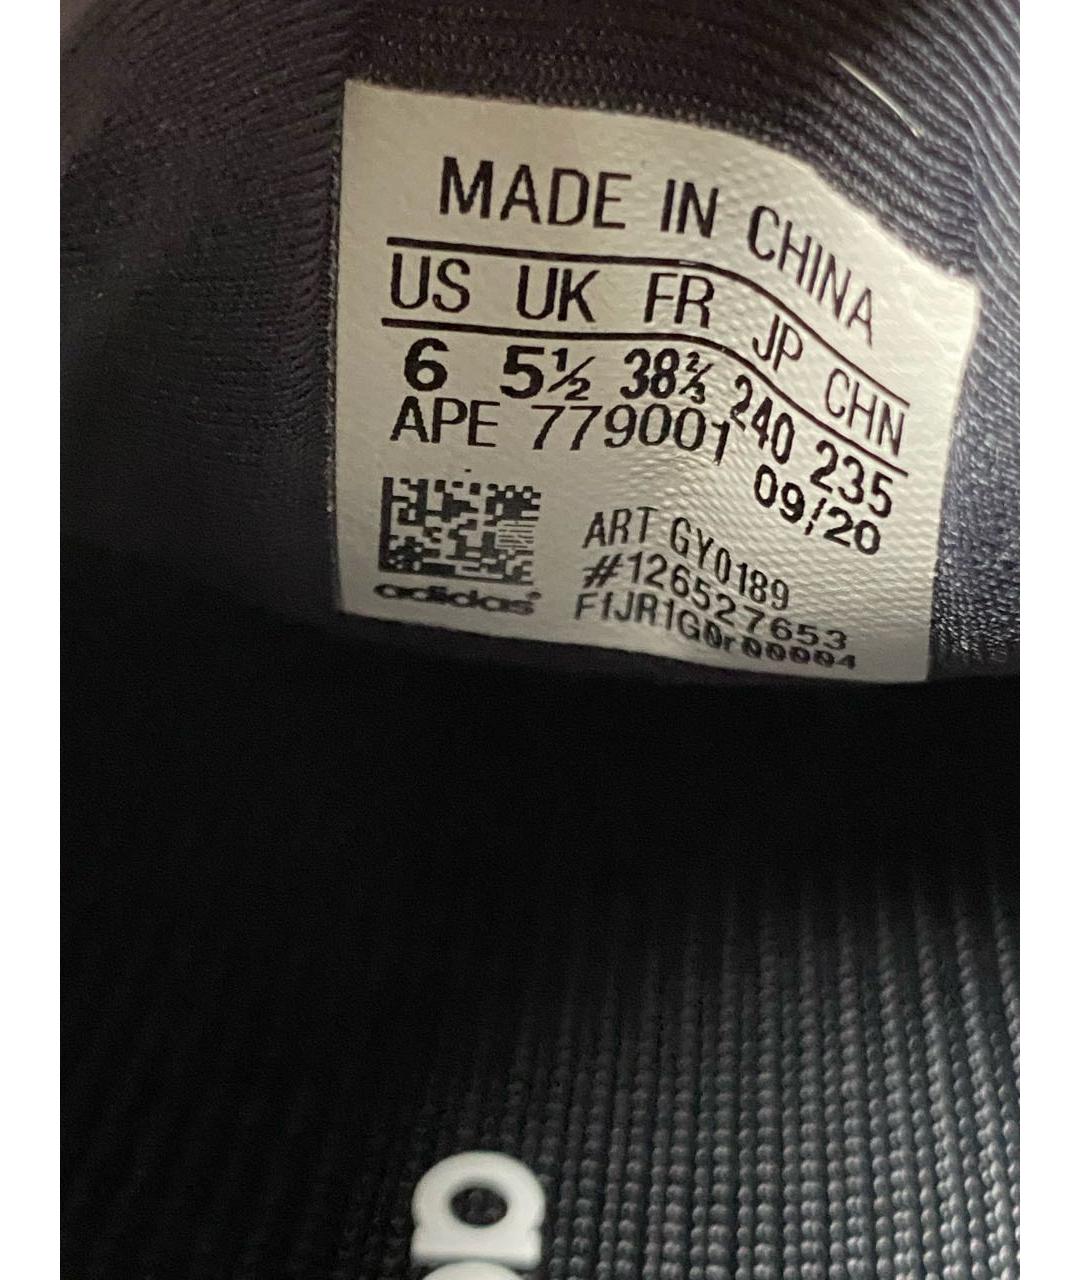 MADE IN CHINA
US UK FR JP CHN
6 5½ 38⅔ 240 235
APE 779001 09/20
ART GY0189
#126527653
adidas
F1JR1G0r00004